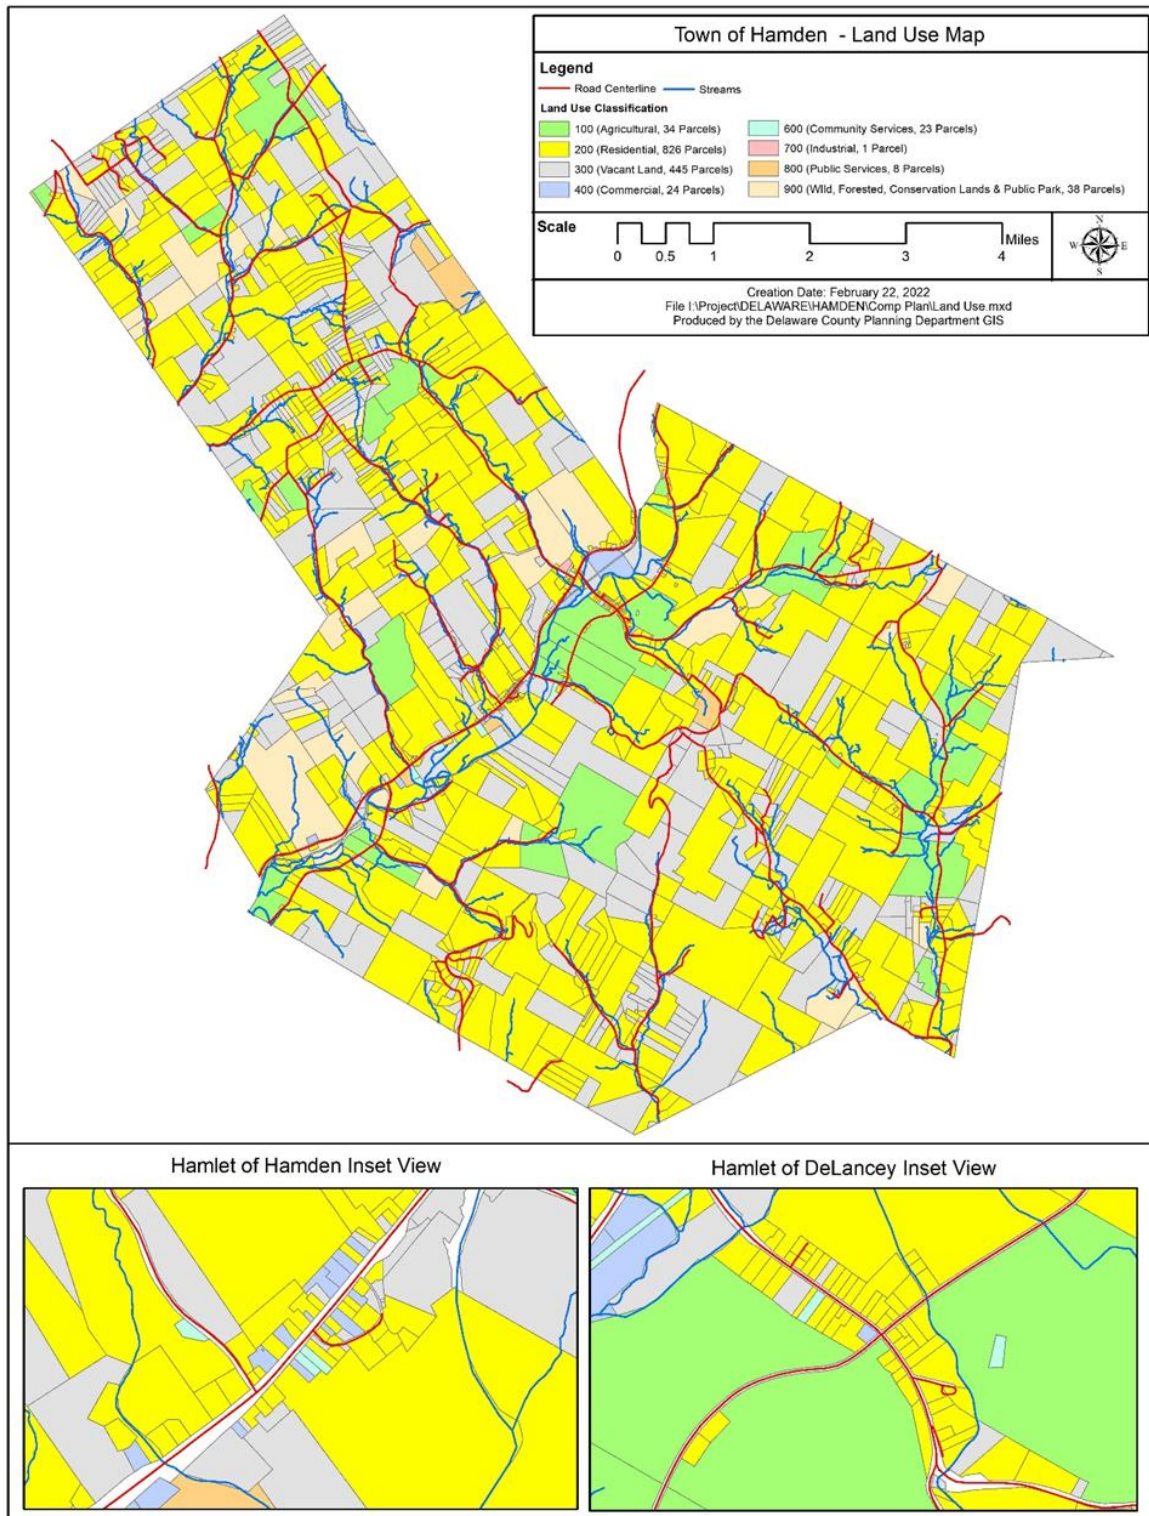 Town of Hamden - Land Use Map
Legend
Road Centerline Streams
Land Use Classification
100 (Agricultural, 34 Parcels)
200 (Residential, 826 Parcels)
300 (Vacant Land, 445 Parcels)
400 (Commercial, 24 Parcels)
600 (Community Services, 23 Parcels)
700 (Industrial, 1 Parcel)
800 (Public Services, 8 Parcels)
900 (Wild, Forested, Conservation Lands & Public Park, 38 Parcels)
Scale
Miles
0 0.5 1 2 3 4
N
W E
S
Creation Date: February 22, 2022
File I:\Project\DELAWARE\HAMDEN\Comp Plan\Land Use.mxd
Produced by the Delaware County Planning Department GIS
Hamlet of Hamden Inset View
Hamlet of DeLancey Inset View